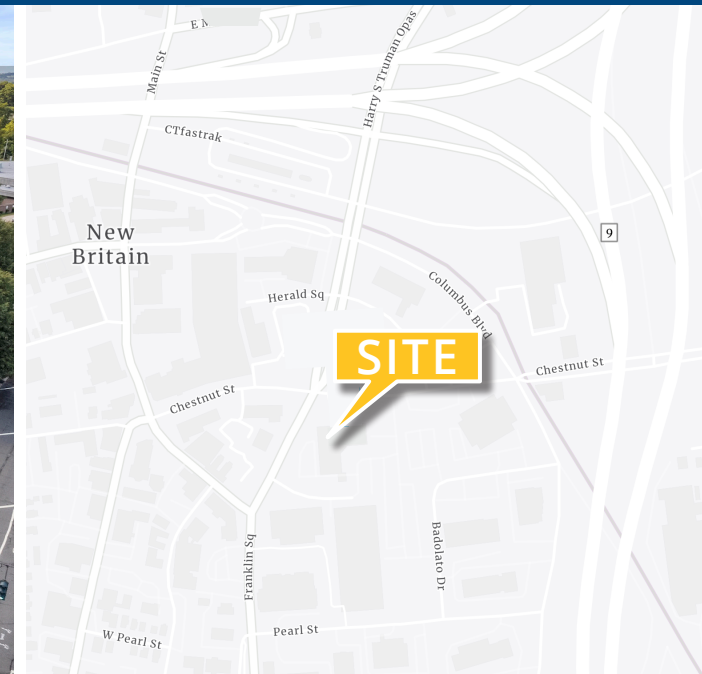 E M
Main St
Harry S Truman Opas
CTfastrak
New
Britain
9
Columbus Blvd
Herald Sq
SITE
Chestnut St
Chestnut St
Badolato Dr
Franklin Sq
Pearl St
W Pearl St